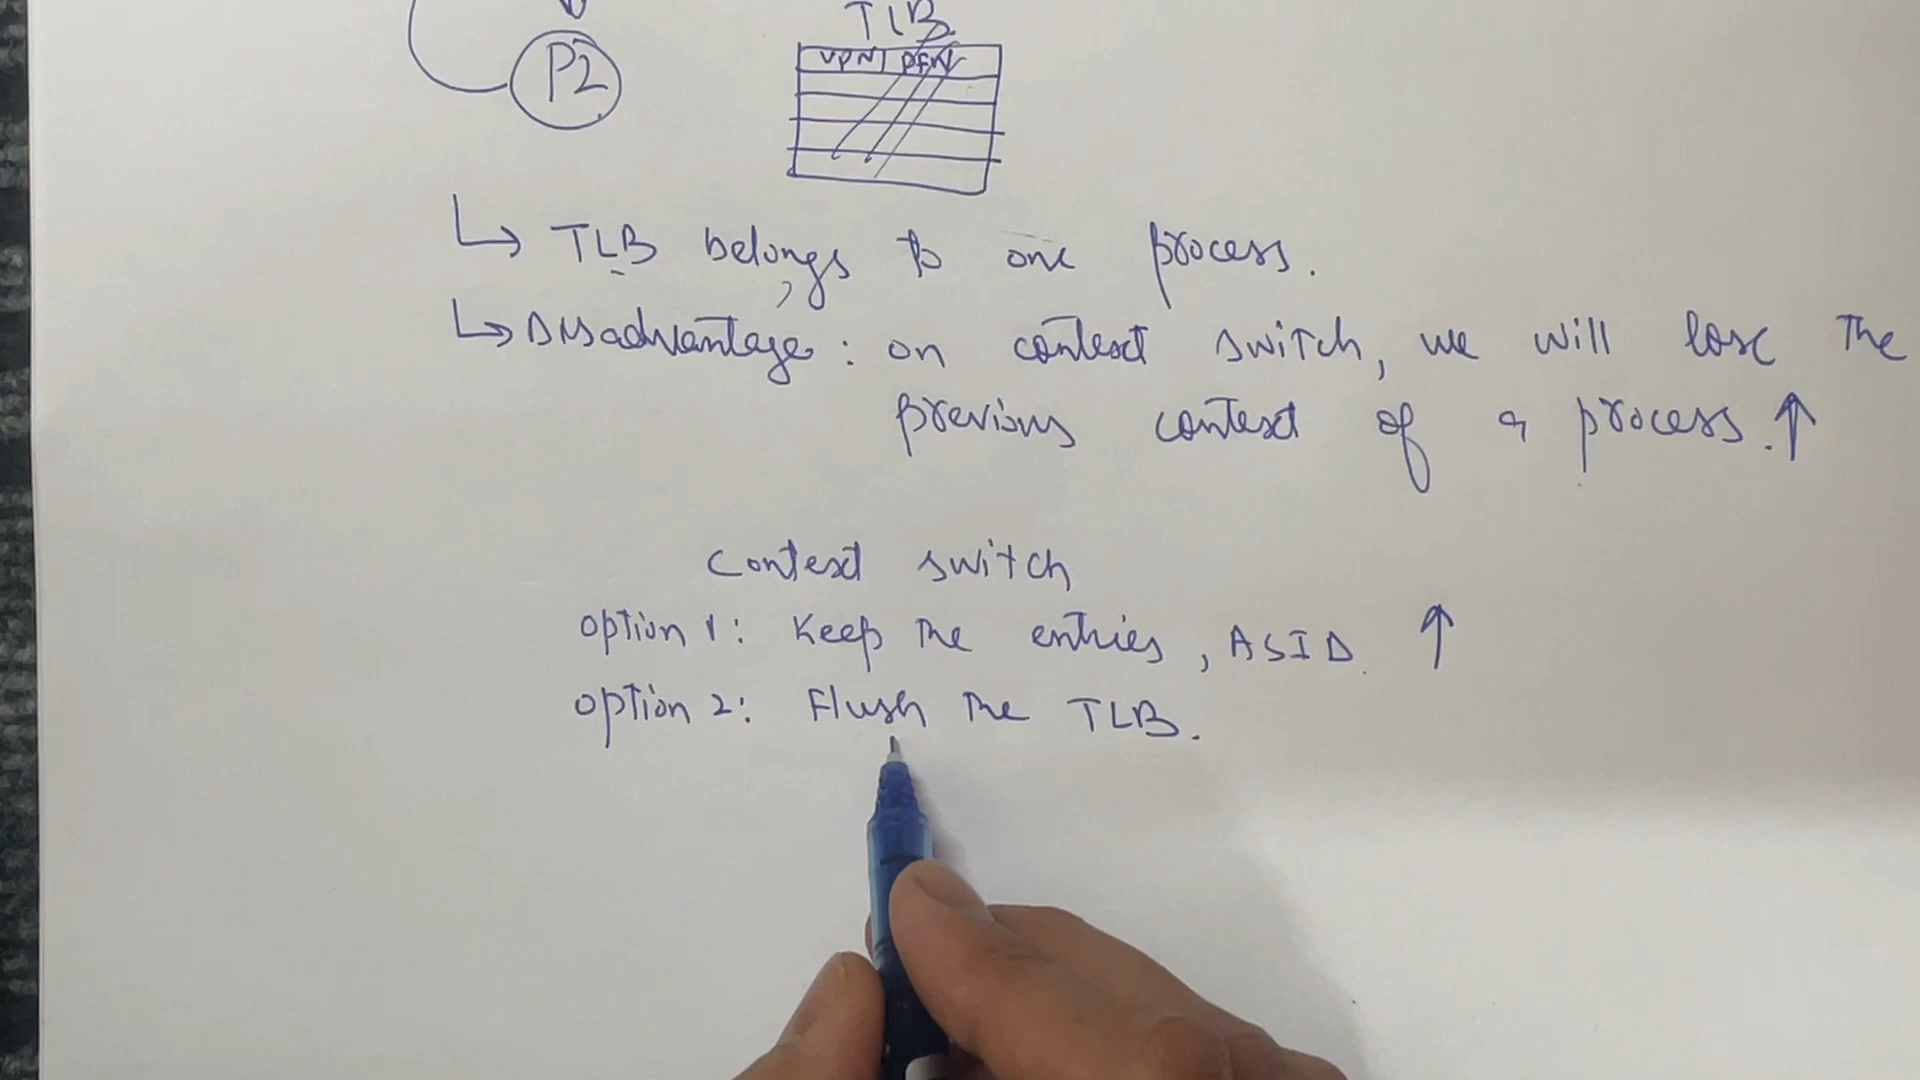 TLB
P2
VPN PFN
↳ TLB belongs to one process.
↳ Disadvantage: on context switch, we will lose the
previous context of a process. ↑
Context switch
option 1: Keep the entries, ASID. ↑
option 2: Flush the TLB.